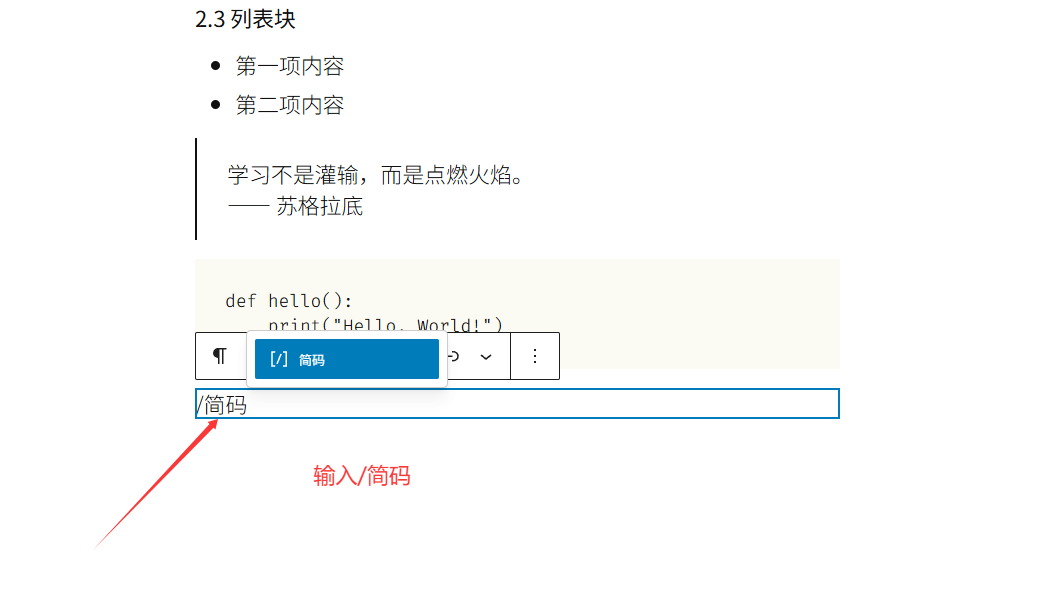 2.3 列表块
第一项内容
第二项内容
学习不是灌输，而是点燃火焰。
—— 苏格拉底
def hello():
print("Hello, World!")
[/] 简码
/简码
输入/简码